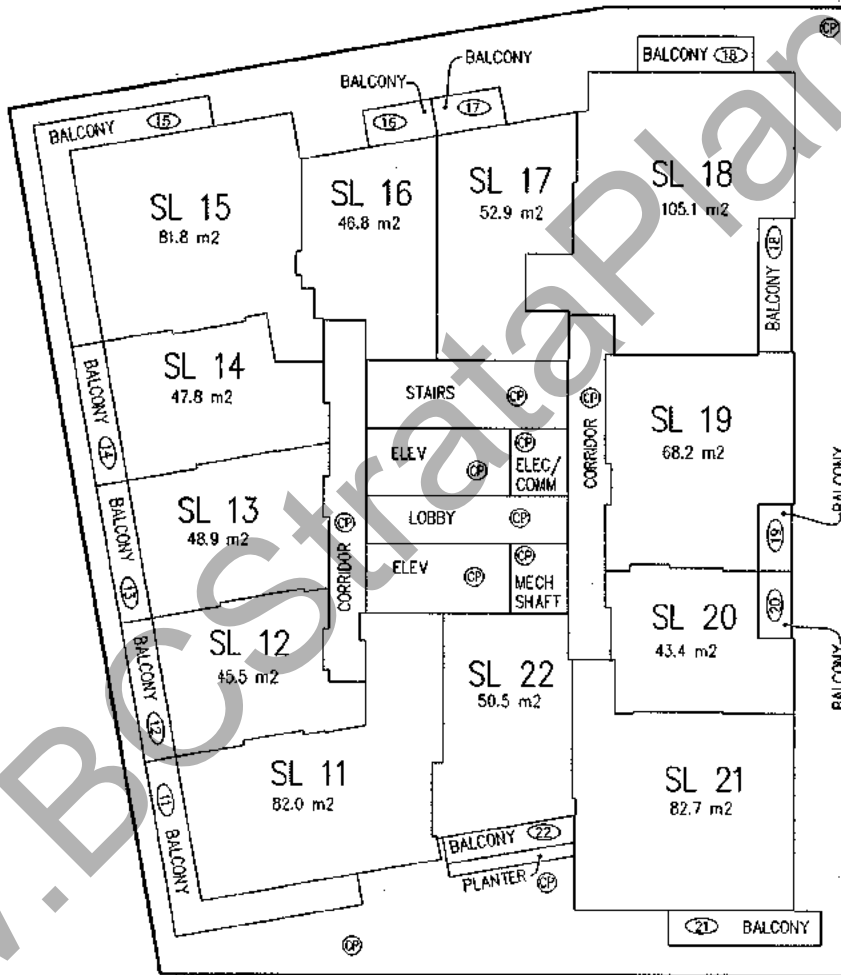 CP
BALCONY 18
BALCONY
BALCONY
16
17
BALCONY 15
SL 15
81.8 m2
SL 16
46.8 m2
SL 17
52.9 m2
SL 18
105.1 m2
BALCONY 18
SL 14
47.8 m2
BALCONY 14
STAIRS CP
CORRIDOR CP
SL 19
68.2 m2
ELEV CP
CP
ELEC/
COMM
BALCONY
19
SL 13
48.9 m2
BALCONY 13
LOBBY CP
CORRIDOR CP
ELEV CP
CP
MECH
SHAFT
SL 20
43.4 m2
20
BALCONY
SL 12
45.5 m2
BALCONY 12
SL 22
50.5 m2
SL 11
82.0 m2
11 BALCONY
SL 21
82.7 m2
BALCONY 22
PLANTER CP
21 BALCONY
CP
.BCStrataPlan